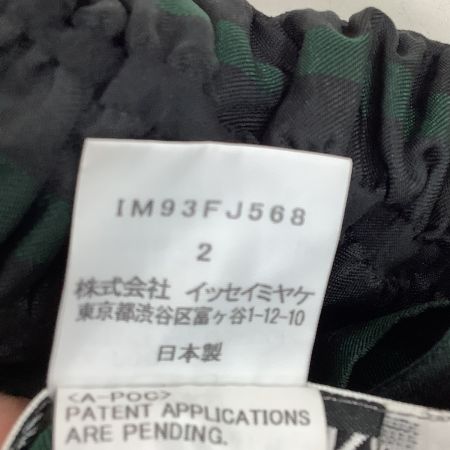 IM93FJ568
2
株式会社 イッセイミヤケ
東京都渋谷区富ヶ谷1-12-10
日本製
<A-POC>
PATENT APPLICATIONS
ARE PENDING.